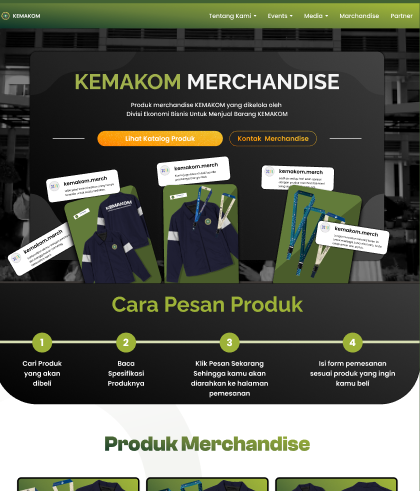 KEMAKOM
Tentang Kami
Events
Media
Marchandise
Partner
KEMAKOM MERCHANDISE
Produk merchandise KEMAKOM yang dikelola oleh
Divisi Ekonomi Bisnis Untuk Menjual Barang KEMAKOM
Lihat Katalog Produk
Kontak Merchandise
kemakom.merch
kemakom.merch
kemakom.merch
kemakom.merch
kemakom.merch
KEMAKOM
Cara Pesan Produk
1
2
3
4
Cari Produk
yang akan
dibeli
Baca
Spesifikasi
Produknya
Klik Pesan Sekarang
Sehingga kamu akan
diarahkan ke halaman
pemesanan
Isi form pemesanan
sesuai produk yang ingin
kamu beli
Produk Merchandise